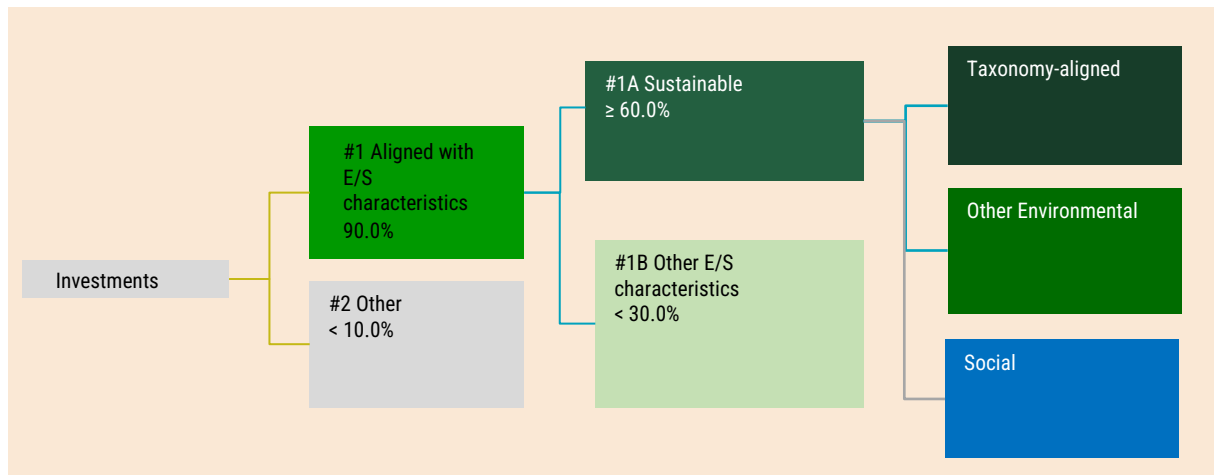 Investments
#1 Aligned with
E/S
characteristics
90.0%
#2 Other
< 10.0%
#1A Sustainable
≥ 60.0%
#1B Other E/S
characteristics
< 30.0%
Taxonomy-aligned
Other Environmental
Social